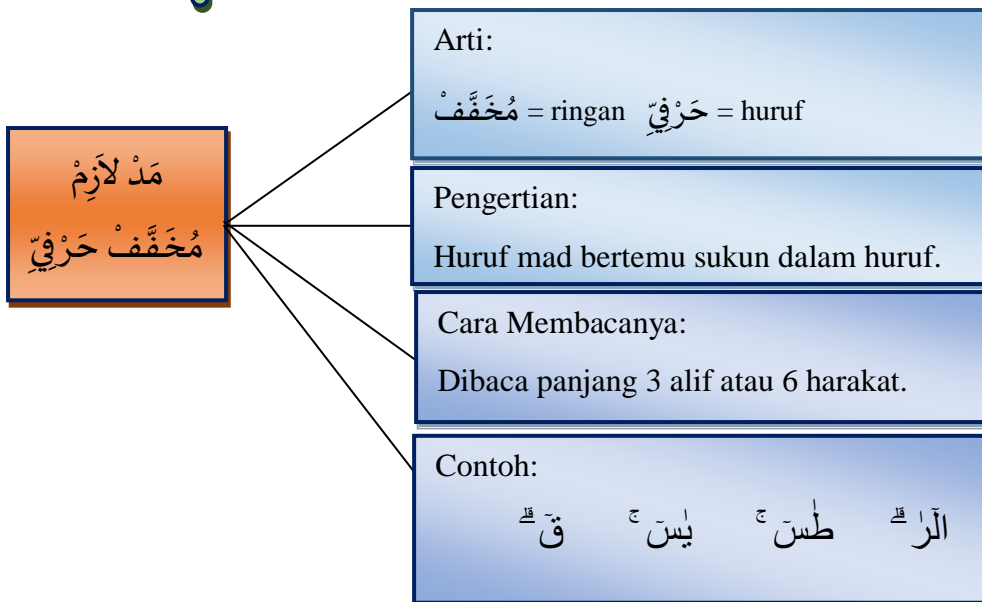 مَدْ لاَزِمْ
مُخَفَّفْ حَرْفِيِّ
Arti:
مُخَفَّفْ = ringan حَرْفِيِّ = huruf
Pengertian:
Huruf mad bertemu sukun dalam huruf.
Cara Membacanya:
Dibaca panjang 3 alif atau 6 harakat.
Contoh:
الۤرٰ ۗ طٰسۤ ۚ يٰسۤ ۚ قۤ ۗ